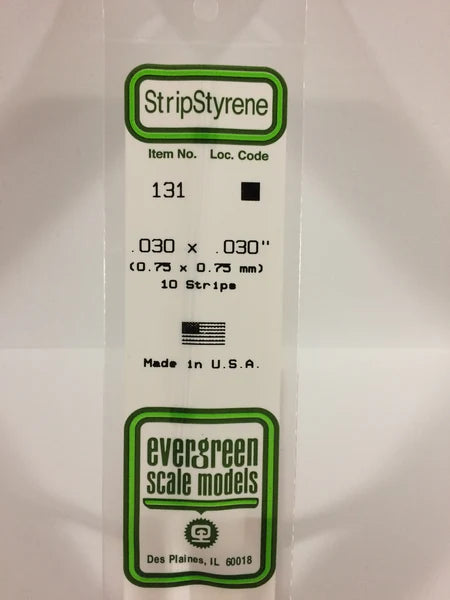 StripStyrene
Item No. Loc. Code
131
.030 x .030"
(0.75 x 0.75 mm)
10 Strips
Made in U.S.A.
evergreen
scale models
Des Plaines, IL 60018